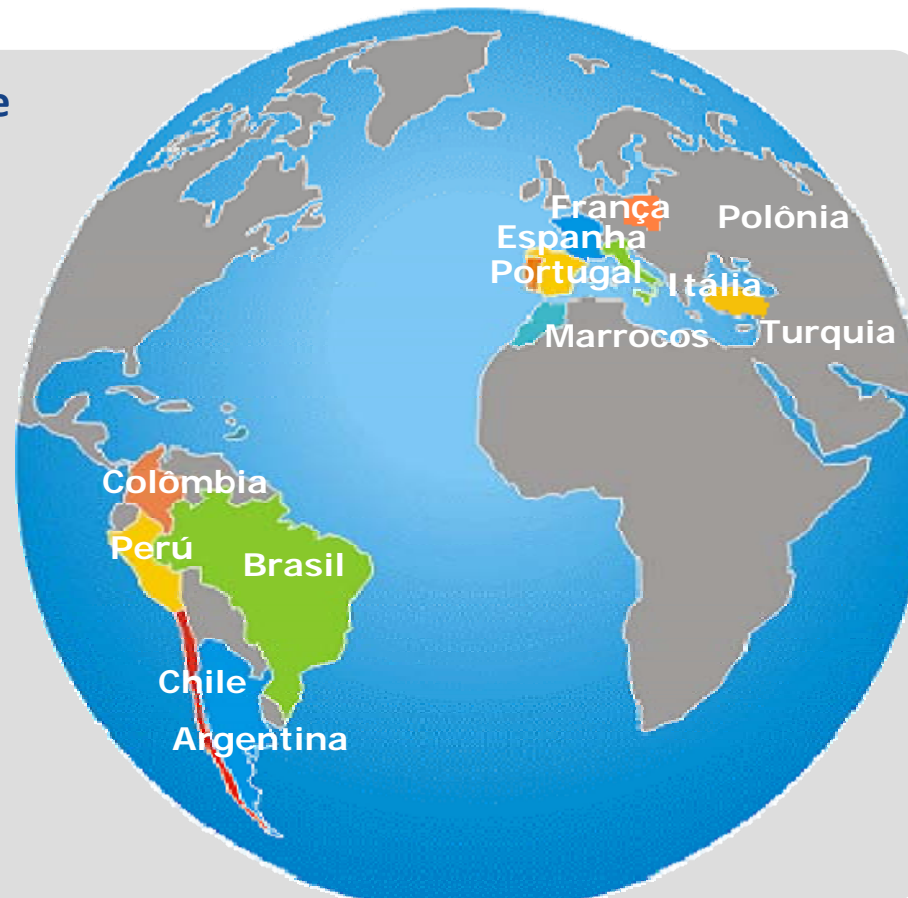 e
França
Polônia
Espanha
Portugal
Itália
Marrocos
Turquia
Colômbia
Perú
Brasil
Chile
Argentina